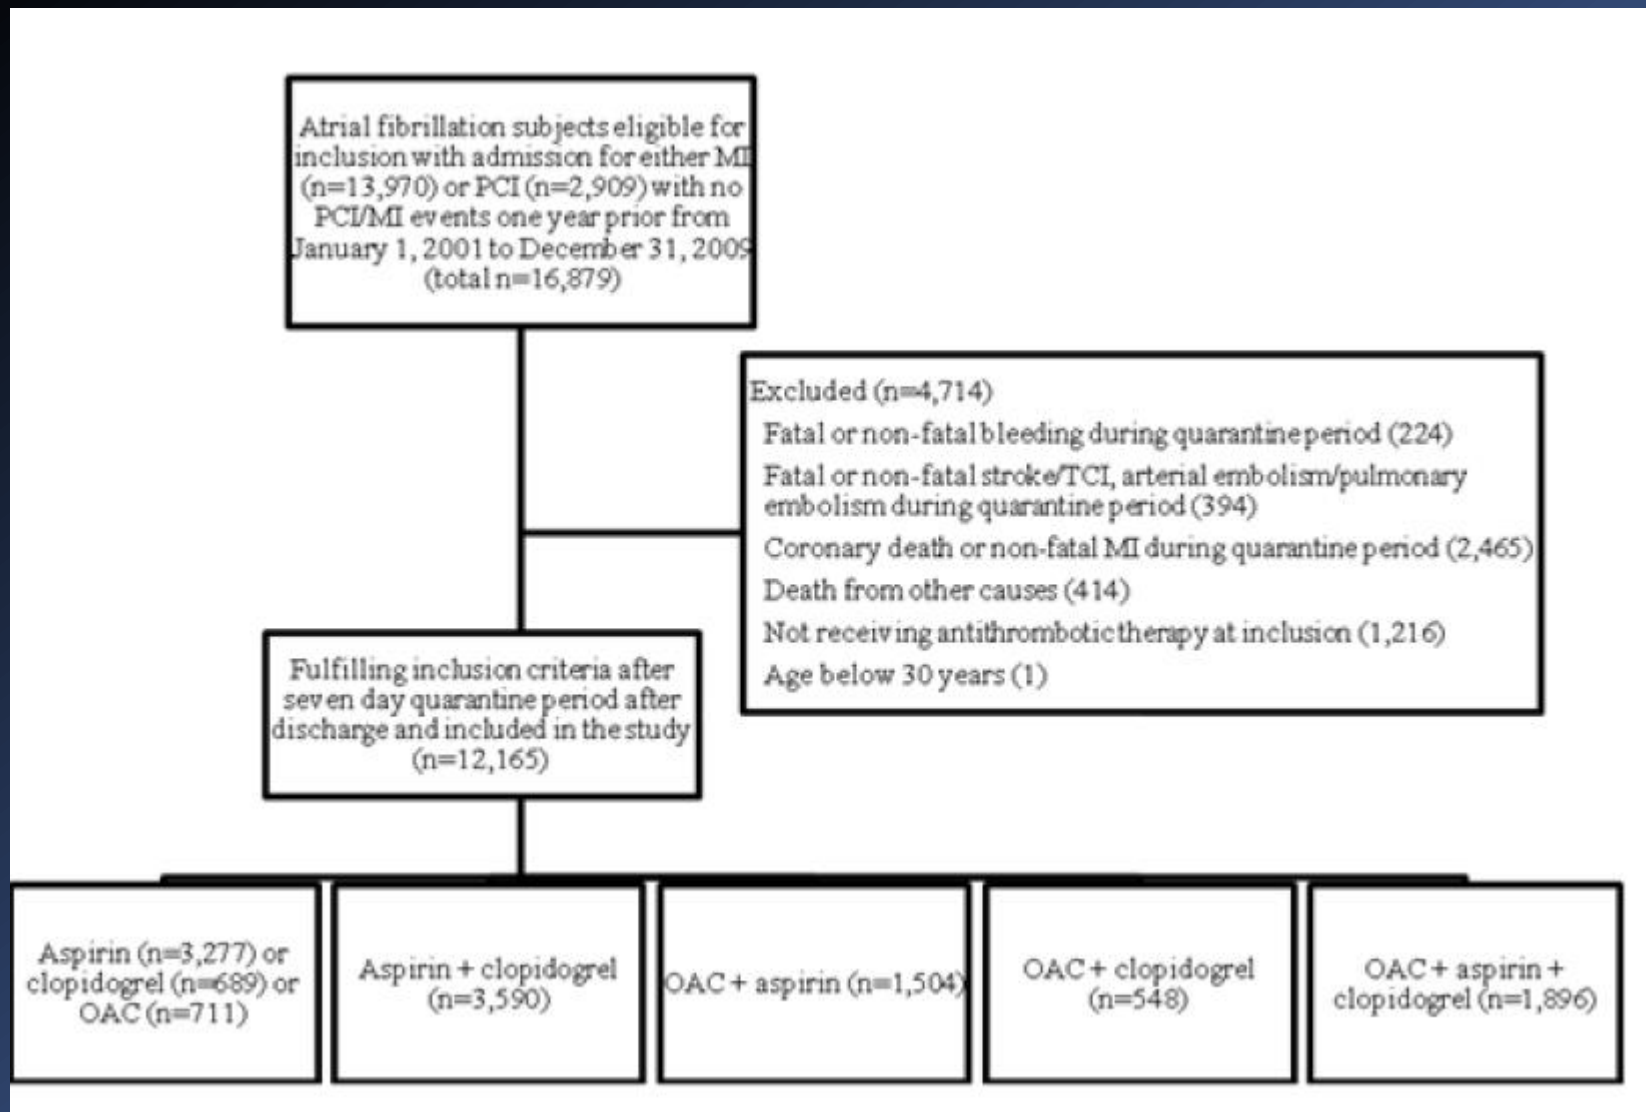 Atrial fibrillation subjects eligible for
inclusion with admission for either MI
(n=13,970) or PCI (n=2,909) with no
PCI/MI events one year prior from
January 1, 2001 to December 31, 2009
(total n=16,879)
Excluded (n=4,714)
Fatal or non-fatal bleeding during quarantine period (224)
Fatal or non-fatal stroke/TCI, arterial embolism/pulmonary
embolism during quarantine period (394)
Coronary death or non-fatal MI during quarantine period (2,465)
Death from other causes (414)
Not receiving antithrombotic therapy at inclusion (1,216)
Age below 30 years (1)
Fulfilling inclusion criteria after
seven day quarantine period after
discharge and included in the study
(n=12,165)
Aspirin (n=3,277) or
clopidogrel (n=689) or
OAC (n=711)
Aspirin + clopidogrel
(n=3,590)
OAC + aspirin (n=1,504)
OAC + clopidogrel
(n=548)
OAC + aspirin +
clopidogrel (n=1,896)